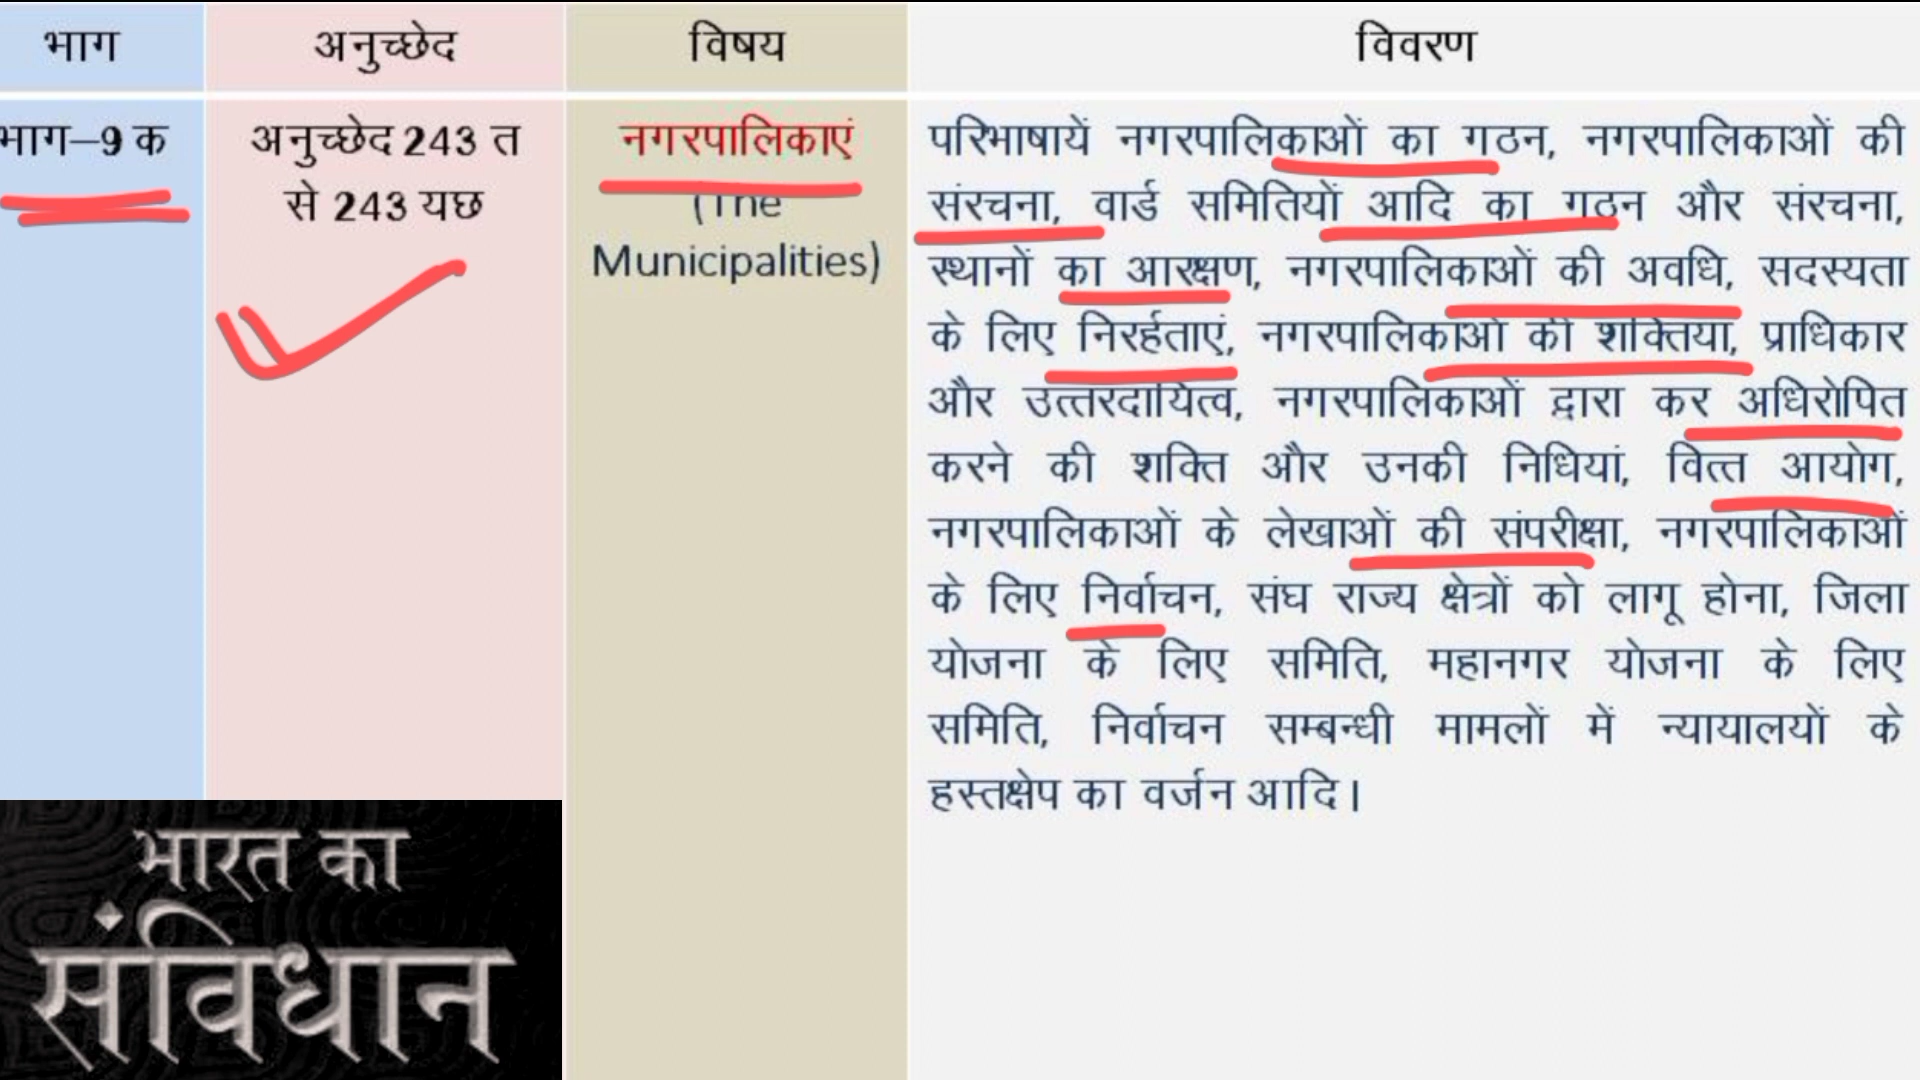 भाग
अनुच्छेद
विषय
विवरण
भाग–9 क
अनुच्छेद 243 त
से 243 यछ
नगरपालिकाएं
(The
Municipalities)
परिभाषायें नगरपालिकाओं का गठन, नगरपालिकाओं की
संरचना, वार्ड समितियों आदि का गठन और संरचना,
स्थानों का आरक्षण, नगरपालिकाओं की अवधि, सदस्यता
के लिए निरर्हताएं, नगरपालिकाओं की शक्तियां, प्राधिकार
और उत्तरदायित्व, नगरपालिकाओं द्वारा कर अधिरोपित
करने की शक्ति और उनकी निधियां, वित्त आयोग,
नगरपालिकाओं के लेखाओं की संपरीक्षा, नगरपालिकाओं
के लिए निर्वाचन, संघ राज्य क्षेत्रों को लागू होना, जिला
योजना के लिए समिति, महानगर योजना के लिए
समिति, निर्वाचन सम्बन्धी मामलों में न्यायालयों के
हस्तक्षेप का वर्जन आदि।
भारत का
संविधान